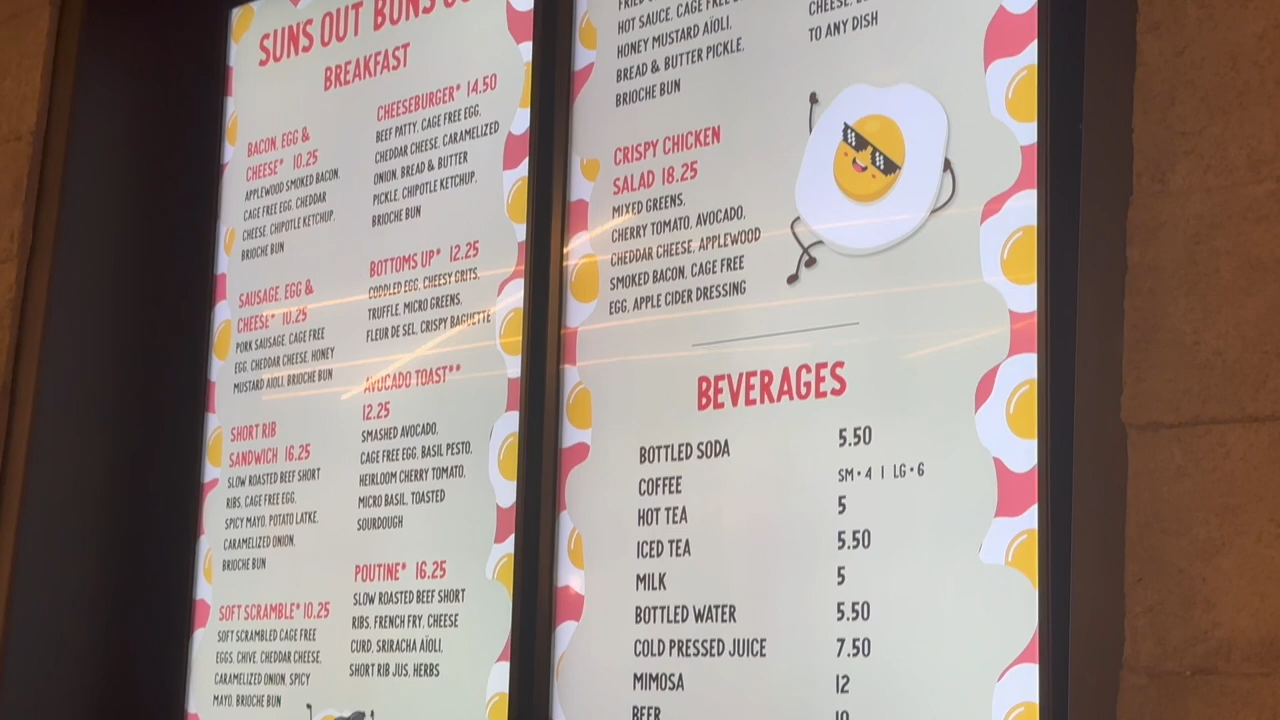 SUN'S OUT BUNS
BREAKFAST
BACON, EGG &
CHEESE* 10.25
APPLEWOOD SMOKED BACON,
CAGE FREE EGG, CHEDDAR
CHEESE, CHIPOTLE KETCHUP,
BRIOCHE BUN
SAUSAGE, EGG &
CHEESE* 10.25
PORK SAUSAGE, CAGE FREE
EGG, CHEDDAR CHEESE, HONEY
MUSTARD AIOLI, BRIOCHE BUN
SHORT RIB
SANDWICH 16.25
SLOW ROASTED BEEF SHORT
RIBS, CAGE FREE EGG,
SPICY MAYO, POTATO LATKE,
CARAMELIZED ONION,
BRIOCHE BUN
SOFT SCRAMBLE* 10.25
SOFT SCRAMBLED CAGE FREE
EGGS, CHIVE, CHEDDAR CHEESE,
CARAMELIZED ONION, SPICY
MAYO, BRIOCHE BUN
CHEESEBURGER* 14.50
BEEF PATTY, CAGE FREE EGG,
CHEDDAR CHEESE, CARAMELIZED
ONION, BREAD & BUTTER
PICKLE, CHIPOTLE KETCHUP,
BRIOCHE BUN
BOTTOMS UP* 12.25
CODDLED EGG, CHEESY GRITS,
TRUFFLE, MICRO GREENS,
FLEUR DE SEL, CRISPY BAGUETTE
AVOCADO TOAST**
12.25
SMASHED AVOCADO,
CAGE FREE EGG, BASIL PESTO,
HEIRLOOM CHERRY TOMATO,
MICRO BASIL, TOASTED
SOURDOUGH
POUTINE* 16.25
SLOW ROASTED BEEF SHORT
RIBS, FRENCH FRY, CHEESE
CURD, SRIRACHA AÏOLI,
SHORT RIB JUS, HERBS
HOT SAUCE, CAGE FREE
HONEY MUSTARD AÏOLI,
BREAD & BUTTER PICKLE,
BRIOCHE BUN
CHEESE,
TO ANY DISH
CRISPY CHICKEN
SALAD 18.25
MIXED GREENS,
CHERRY TOMATO, AVOCADO,
CHEDDAR CHEESE, APPLEWOOD
SMOKED BACON, CAGE FREE
EGG, APPLE CIDER DRESSING
BEVERAGES
BOTTLED SODA 5.50
COFFEE SM • 4 | LG • 6
HOT TEA 5
ICED TEA 5.50
MILK 5
BOTTLED WATER 5.50
COLD PRESSED JUICE 7.50
MIMOSA 12
BEER 10